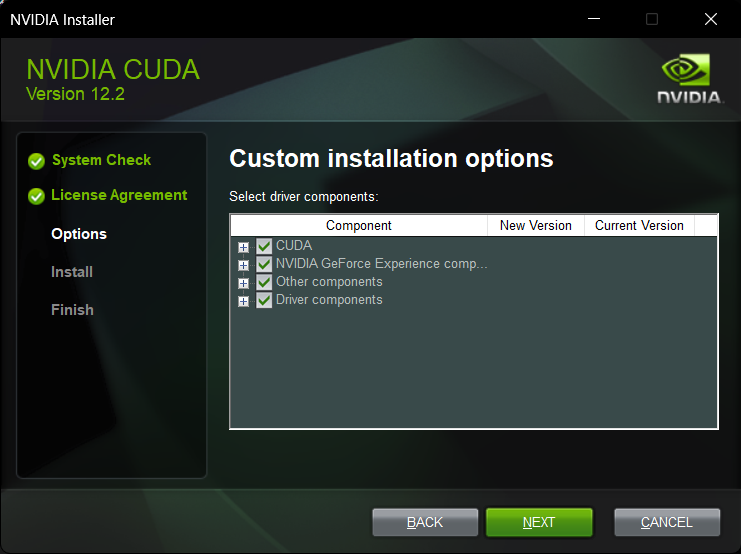 NVIDIA Installer
NVIDIA CUDA
Version 12.2
NVIDIA.
System Check
License Agreement
Options
Install
Finish
Custom installation options
Select driver components:
Component New Version Current Version
CUDA
NVIDIA GeForce Experience comp...
Other components
Driver components
BACK NEXT CANCEL